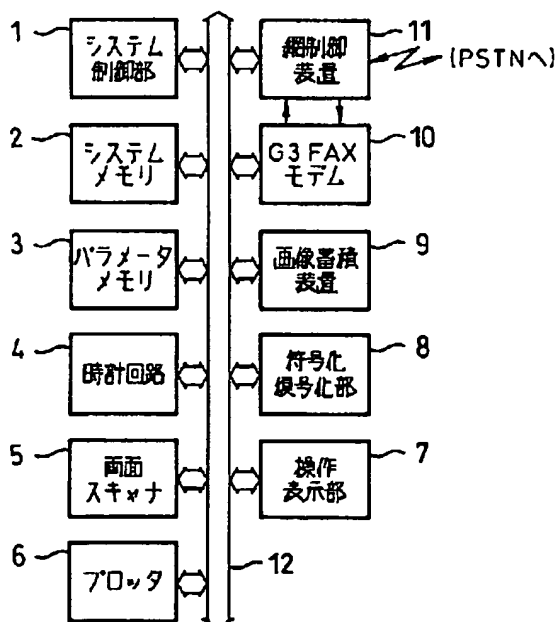 1
システム
制御部
2
システム
メモリ
3
パラメータ
メモリ
4
時計回路
5
両面
スキャナ
6
プロッタ
11
網制御
装置
(PSTNへ)
10
G3 FAX
モデム
9
画像蓄積
装置
8
符号化
復号化部
7
操作
表示部
12